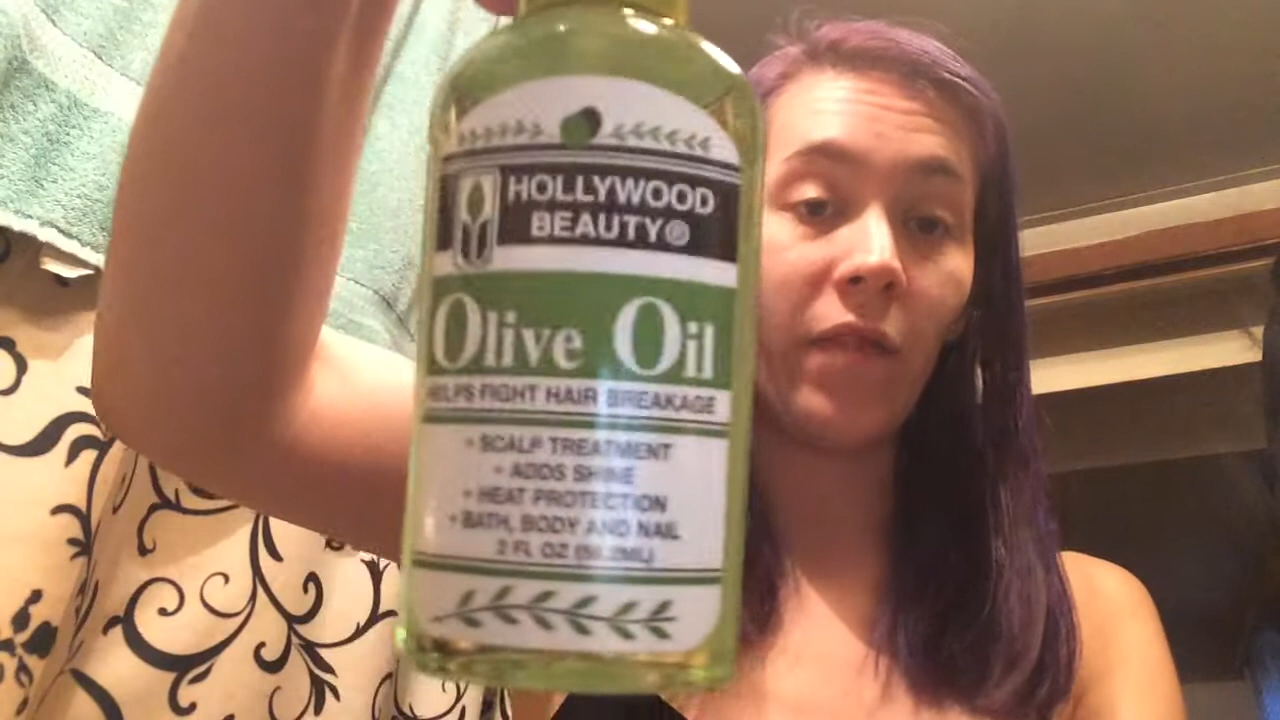 HOLLYWOOD
BEAUTY®
Olive Oil
HELPS FIGHT HAIR BREAKAGE
• SCALP TREATMENT
• ADDS SHINE
• HEAT PROTECTION
• BATH, BODY AND NAIL
2 FL OZ